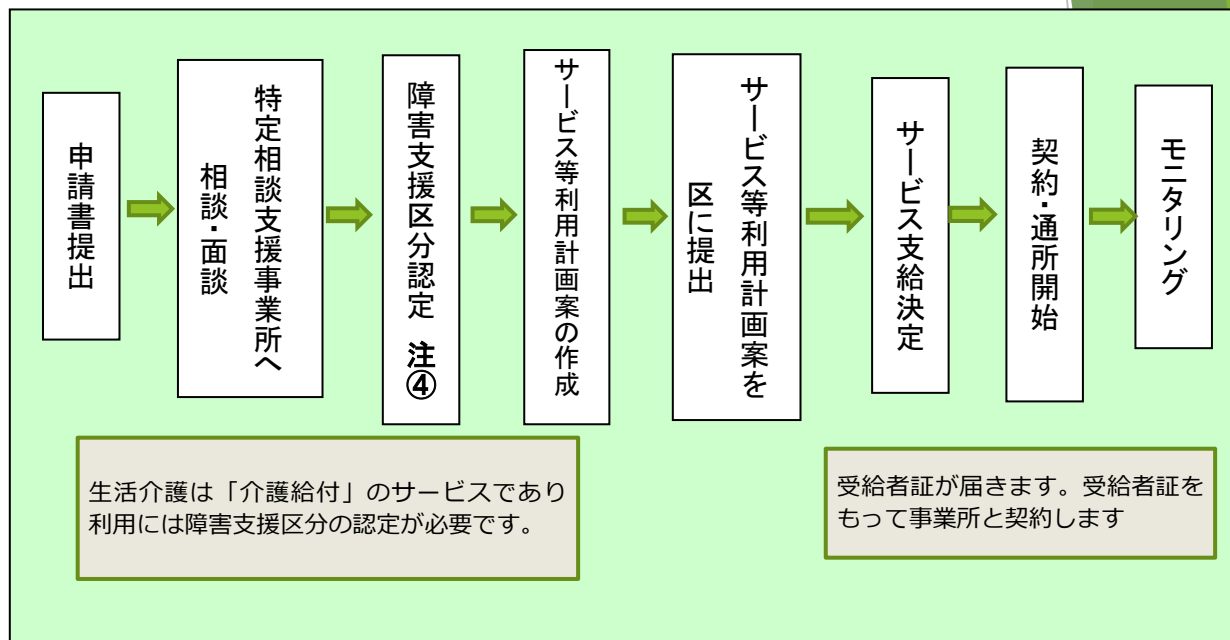 申請書提出
特定相談支援事業所へ
相談・面談
障害支援区分認定 注④
サービス等利用計画案の作成
サービス等利用計画案を
区に提出
サービス支給決定
契約・通所開始
モニタリング
生活介護は「介護給付」のサービスであり
利用には障害支援区分の認定が必要です。
受給者証が届きます。受給者証を
もって事業所と契約します